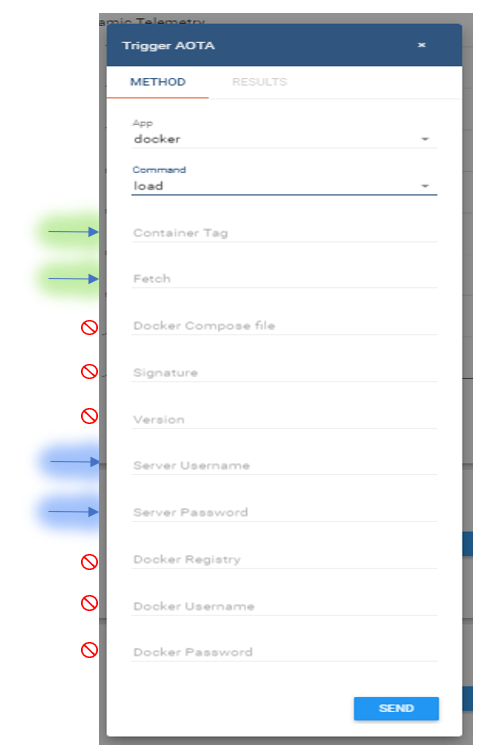 amic Telemetry
Trigger AOTA ×
METHOD RESULTS
App
docker
Command
load
Container Tag
Fetch
Docker Compose file
Signature
Version
Server Username
Server Password
Docker Registry
Docker Username
Docker Password
SEND